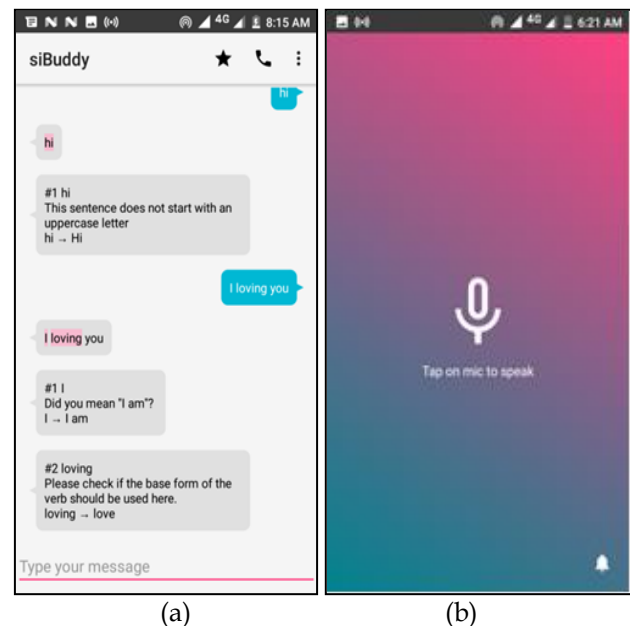 4G 8:15 AM
siBuddy
hi
hi
#1 hi
This sentence does not start with an
uppercase letter
hi → Hi
I loving you
I loving you
#1 I
Did you mean "I am"?
I → I am
#2 loving
Please check if the base form of the
verb should be used here.
loving → love
Type your message
(a)
4G 6:21 AM
Tap on mic to speak
(b)